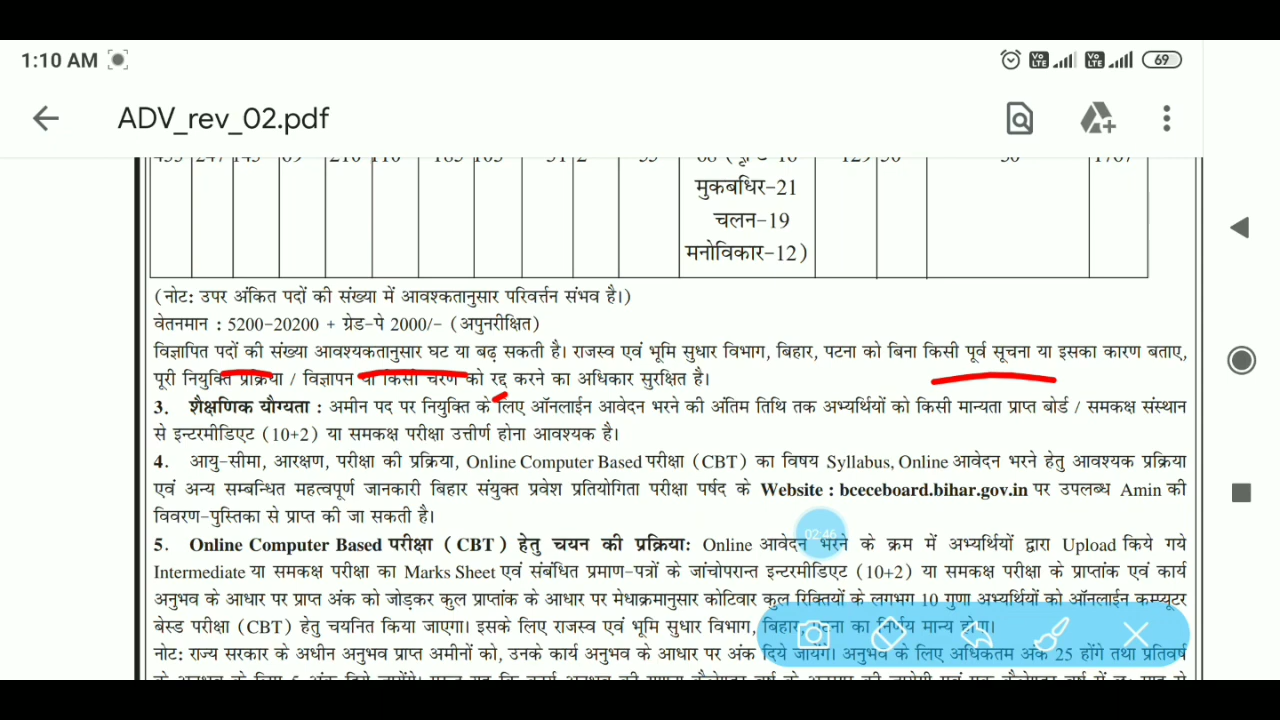 1:10 AM
Vo LTE Vo LTE 69
ADV_rev_02.pdf
मुकबधिर-21
चलन-19
मनोविकार-12)
(नोट: उपर अंकित पदों की संख्या में आवश्कतानुसार परिवर्त्तन संभव है।)
वेतनमान : 5200-20200 + ग्रेड-पे 2000/- (अपुनरीक्षित)
विज्ञापित पदों की संख्या आवश्यकतानुसार घट या बढ़ सकती है। राजस्व एवं भूमि सुधार विभाग, बिहार, पटना को बिना किसी पूर्व सूचना या इसका कारण बताए,
पूरी नियुक्ति प्रक्रिया / विज्ञापन या किसी चरण को रद्द करने का अधिकार सुरक्षित है।
3. शैक्षणिक यौग्यता : अमीन पद पर नियुक्ति के लिए ऑनलाईन आवेदन भरने की अंतिम तिथि तक अभ्यर्थियों को किसी मान्यता प्राप्त बोर्ड / समकक्ष संस्थान
से इन्टरमीडिएट (10+2) या समकक्ष परीक्षा उत्तीर्ण होना आवश्यक है।
4. आयु-सीमा, आरक्षण, परीक्षा की प्रक्रिया, Online Computer Based परीक्षा (CBT) का विषय Syllabus, Online आवेदन भरने हेतु आवश्यक प्रक्रिया
एवं अन्य सम्बन्धित महत्वपूर्ण जानकारी बिहार संयुक्त प्रवेश प्रतियोगिता परीक्षा पर्षद के Website : bceceboard.bihar.gov.in पर उपलब्ध Amin की
विवरण-पुस्तिका से प्राप्त की जा सकती है।
5. Online Computer Based परीक्षा (CBT) हेतु चयन की प्रक्रिया: Online आवेदन भरने के क्रम में अभ्यर्थियों द्वारा Upload किये गये
02:46
Intermediate या समकक्ष परीक्षा का Marks Sheet एवं संबंधित प्रमाण-पत्रों के जांचोपरान्त इन्टरमीडिएट (10+2) या समकक्ष परीक्षा के प्राप्तांक एवं कार्य
अनुभव के आधार पर प्राप्त अंक को जोड़कर कुल प्राप्तांक के आधार पर मेधाक्रमानुसार कोटिवार कुल रिक्तियों के लगभग 10 गुणा अभ्यर्थियों को ऑनलाईन कम्प्यूटर
बेस्ड परीक्षा (CBT) हेतु चयनित किया जाएगा। इसके लिए राजस्व एवं भूमि सुधार विभाग, बिहार, पटना का निर्णय मान्य होगा।
नोट: राज्य सरकार के अधीन अनुभव प्राप्त अमीनों को, उनके कार्य अनुभव के आधार पर अंक दिये जायेंगे। अनुभव के लिए अधिकतम अंक 25 होंगे तथा प्रतिवर्ष